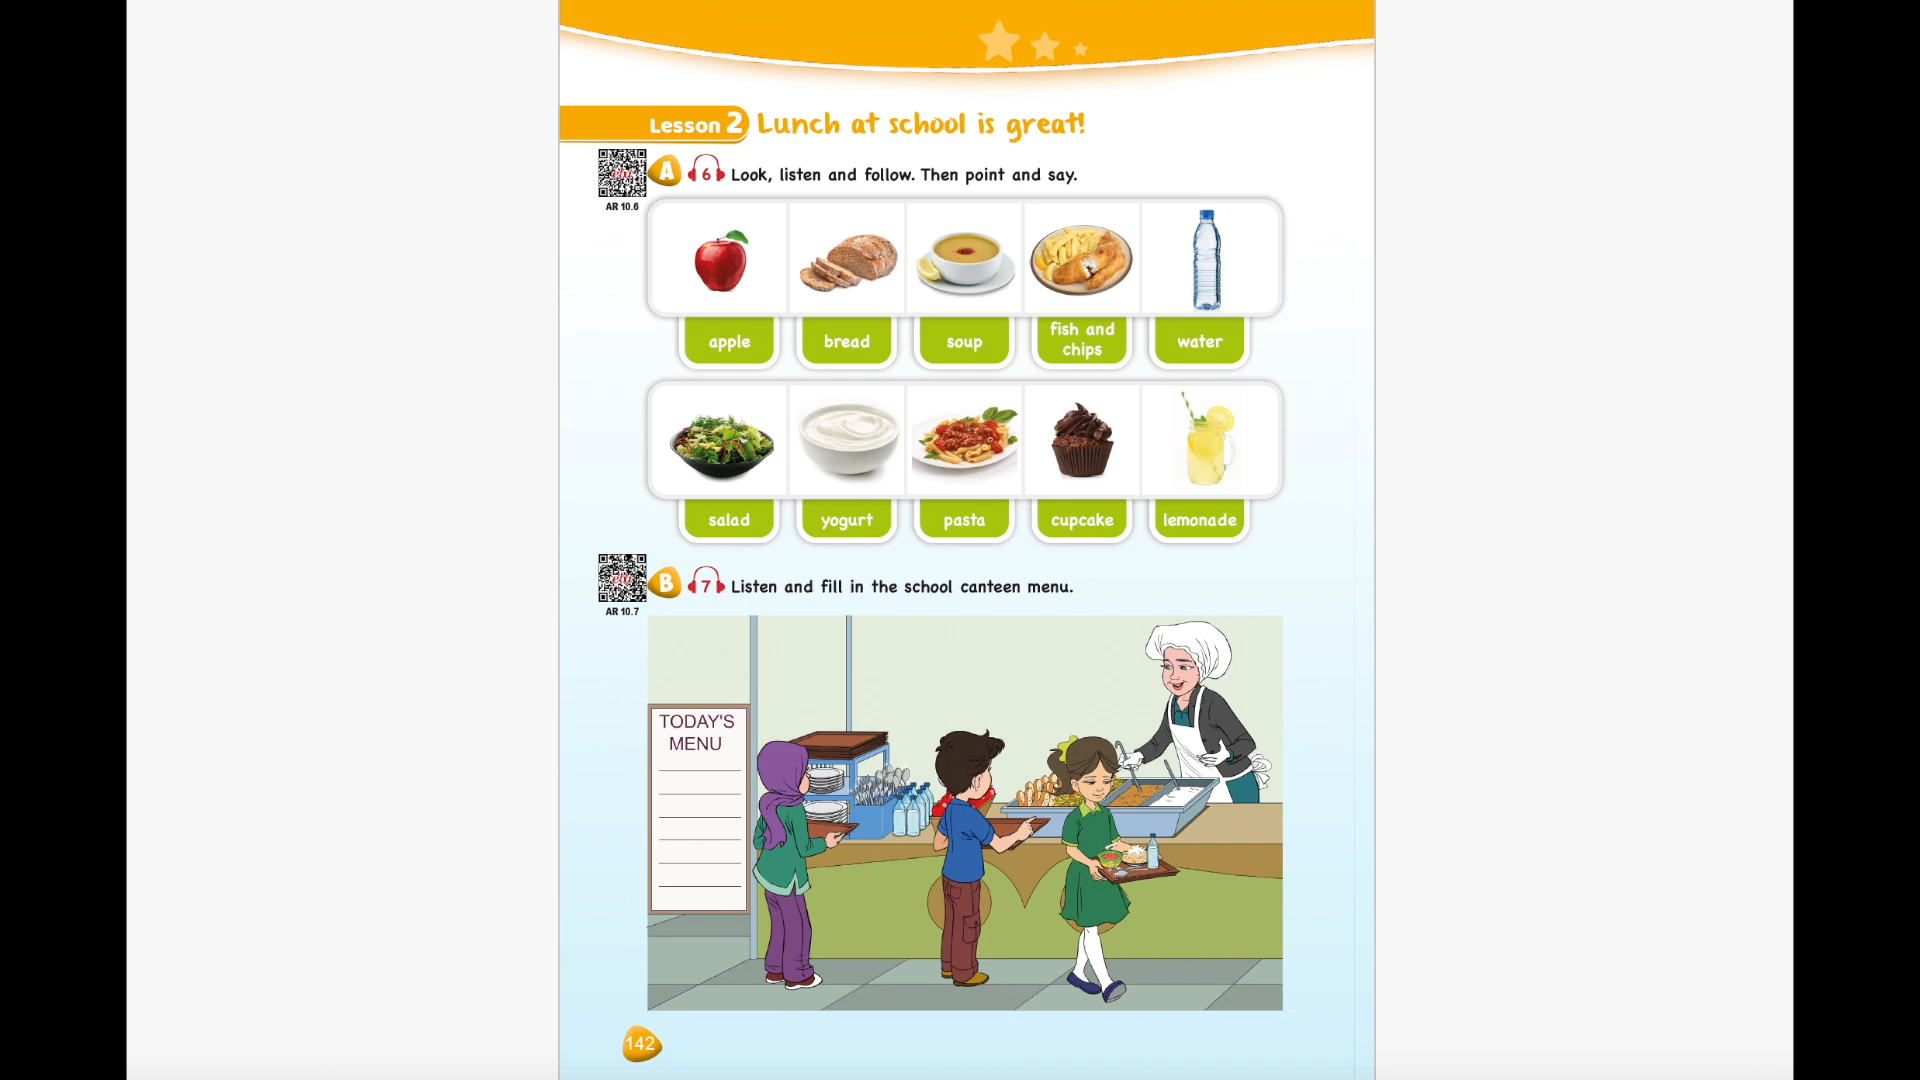 Lesson 2 Lunch at school is great!
A 6 Look, listen and follow. Then point and say.
AR 10.6
apple
bread
soup
fish and
chips
water
salad
yogurt
pasta
cupcake
lemonade
B 7 Listen and fill in the school canteen menu.
AR 10.7
TODAY'S
MENU
142